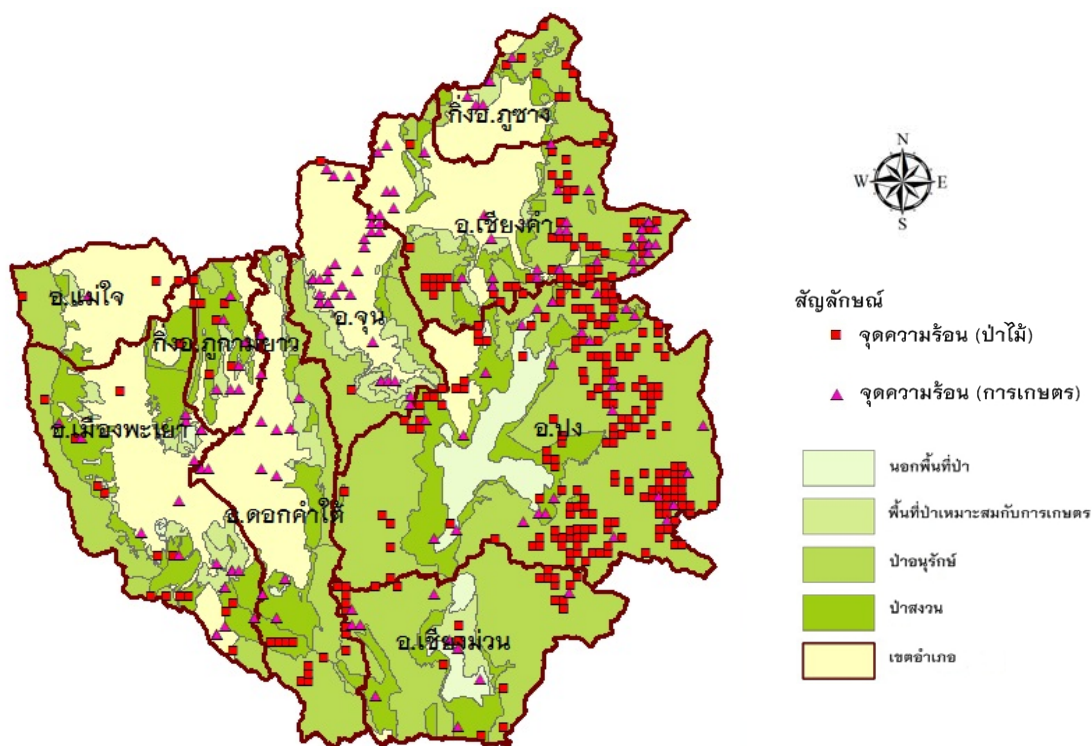 กิ่งอ.ภูซาง
อ.เชียงคำ
อ.แม่ใจ
อ.จุน
กิ่งอ.ภูกามยาว
อ.เมืองพะเยา
อ.ปง
อ.ดอกคำใต้
อ.เชียงม่วน
N
W E
S
สัญลักษณ์
จุดความร้อน (ป่าไม้)
จุดความร้อน (การเกษตร)
นอกพื้นที่ป่า
พื้นที่ป่าเหมาะสมกับการเกษตร
ป่าอนุรักษ์
ป่าสงวน
เขตอำเภอ